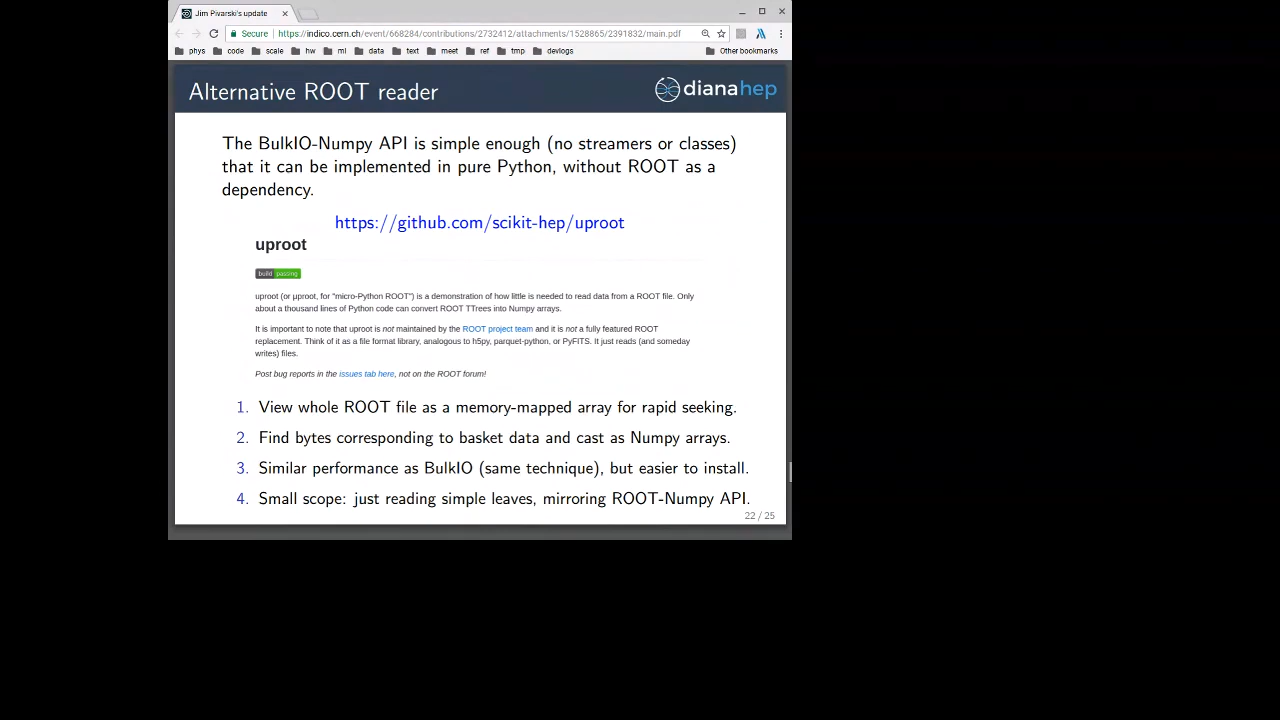 Jim Pivarski's update
Secure https://indico.cern.ch/event/668284/contributions/2732412/attachments/1528865/2391832/main.pdf
phys code scale hw ml data text meet ref tmp devlogs Other bookmarks
Alternative ROOT reader
dianahep
The BulkIO-Numpy API is simple enough (no streamers or classes)
that it can be implemented in pure Python, without ROOT as a
dependency.
https://github.com/scikit-hep/uproot
uproot
build passing
uproot (or μproot, for "micro-Python ROOT") is a demonstration of how little is needed to read data from a ROOT file. Only
about a thousand lines of Python code can convert ROOT TTrees into Numpy arrays.
It is important to note that uproot is not maintained by the ROOT project team and it is not a fully featured ROOT
replacement. Think of it as a file format library, analogous to h5py, parquet-python, or PyFITS. It just reads (and someday
writes) files.
Post bug reports in the issues tab here, not on the ROOT forum!
1. View whole ROOT file as a memory-mapped array for rapid seeking.
2. Find bytes corresponding to basket data and cast as Numpy arrays.
3. Similar performance as BulkIO (same technique), but easier to install.
4. Small scope: just reading simple leaves, mirroring ROOT-Numpy API.
22 / 25